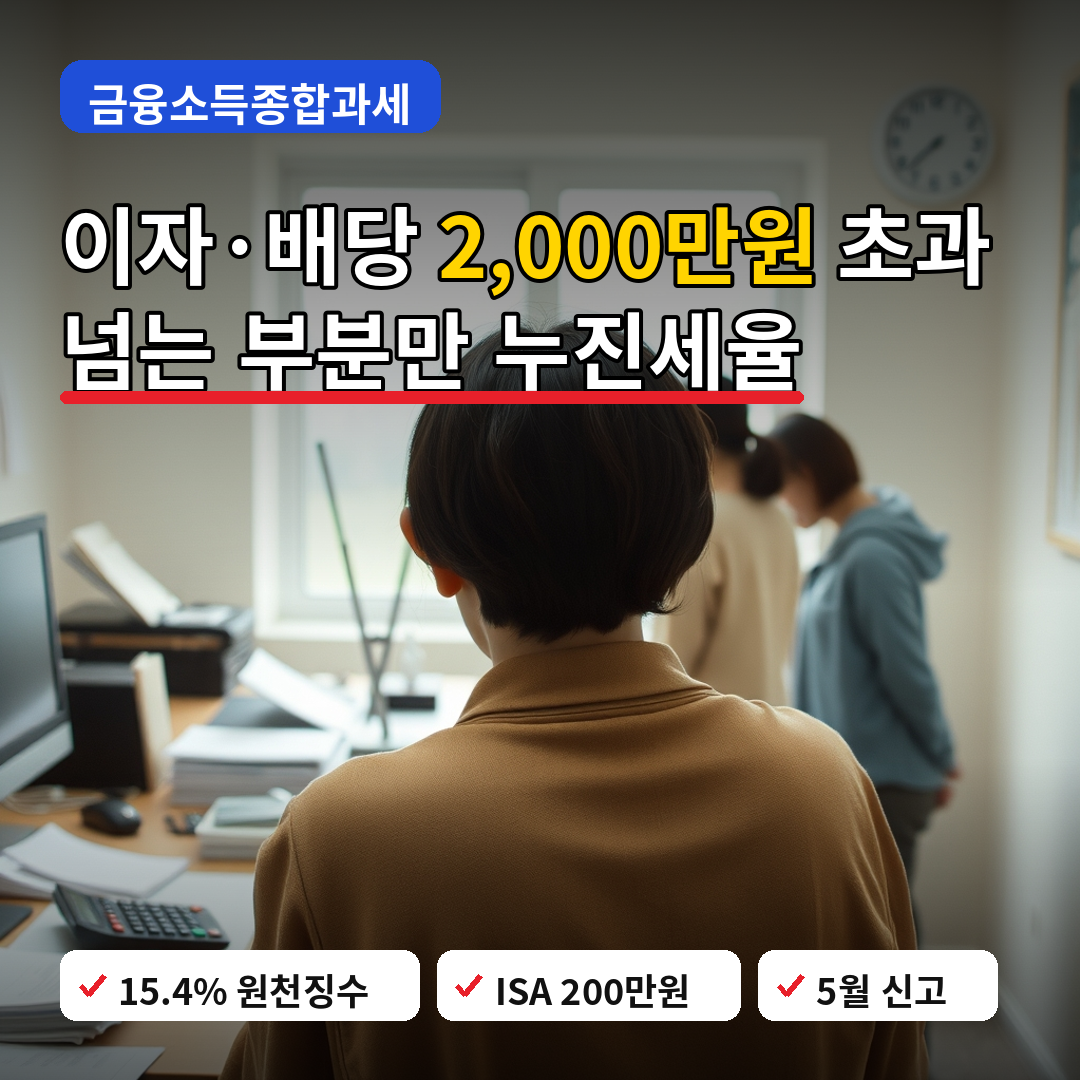 금융소득종합과세
이자·배당 2,000만원 초과
넘는 부분만 누진세율
15.4% 원천징수
ISA 200만원
5월 신고